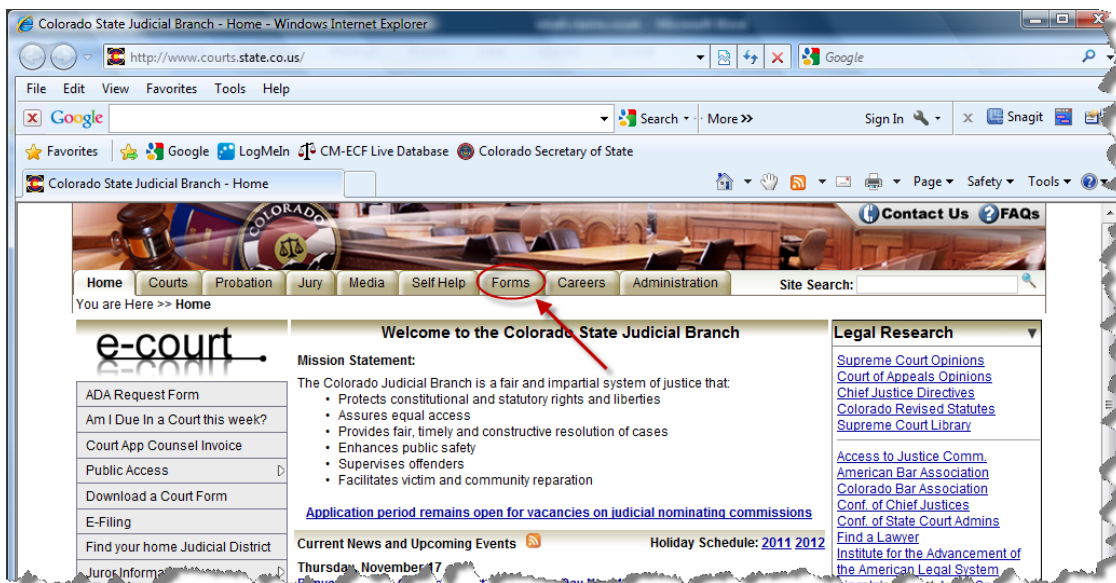 Colorado State Judicial Branch - Home - Windows Internet Explorer
http://www.courts.state.co.us/
Google
File Edit View Favorites Tools Help
Google Search More >> Sign In Snagit
Favorites Google LogMeIn CM-ECF Live Database Colorado Secretary of State
Colorado State Judicial Branch - Home Page Safety Tools
COLORADO
Contact Us FAQs
Home Courts Probation Jury Media Self Help Forms Careers Administration Site Search:
You are Here >> Home
e-court
ADA Request Form
Am I Due In a Court this week?
Court App Counsel Invoice
Public Access
Download a Court Form
E-Filing
Find your home Judicial District
Juror Informa
Welcome to the Colorado State Judicial Branch
Mission Statement:
The Colorado Judicial Branch is a fair and impartial system of justice that:
• Protects constitutional and statutory rights and liberties
• Assures equal access
• Provides fair, timely and constructive resolution of cases
• Enhances public safety
• Supervises offenders
• Facilitates victim and community reparation
Application period remains open for vacancies on judicial nominating commissions
Current News and Upcoming Events Holiday Schedule: 2011 2012
Thursday, November 17
Legal Research
Supreme Court Opinions
Court of Appeals Opinions
Chief Justice Directives
Colorado Revised Statutes
Supreme Court Library
Access to Justice Comm.
American Bar Association
Colorado Bar Association
Conf. of Chief Justices
Conf. of State Court Admins
Find a Lawyer
Institute for the Advancement of
the American Legal System